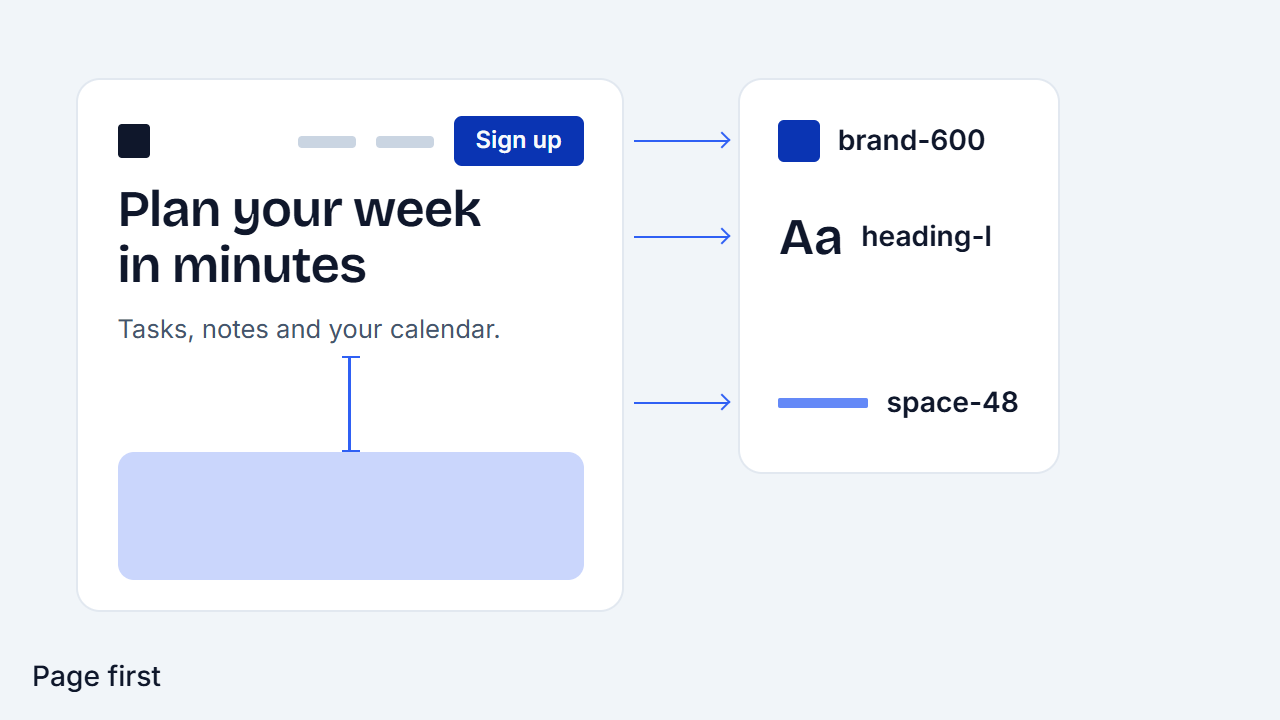 Sign up
Plan your week
in minutes
Tasks, notes and your calendar.
brand-600
Aa heading-l
space-48
Page first